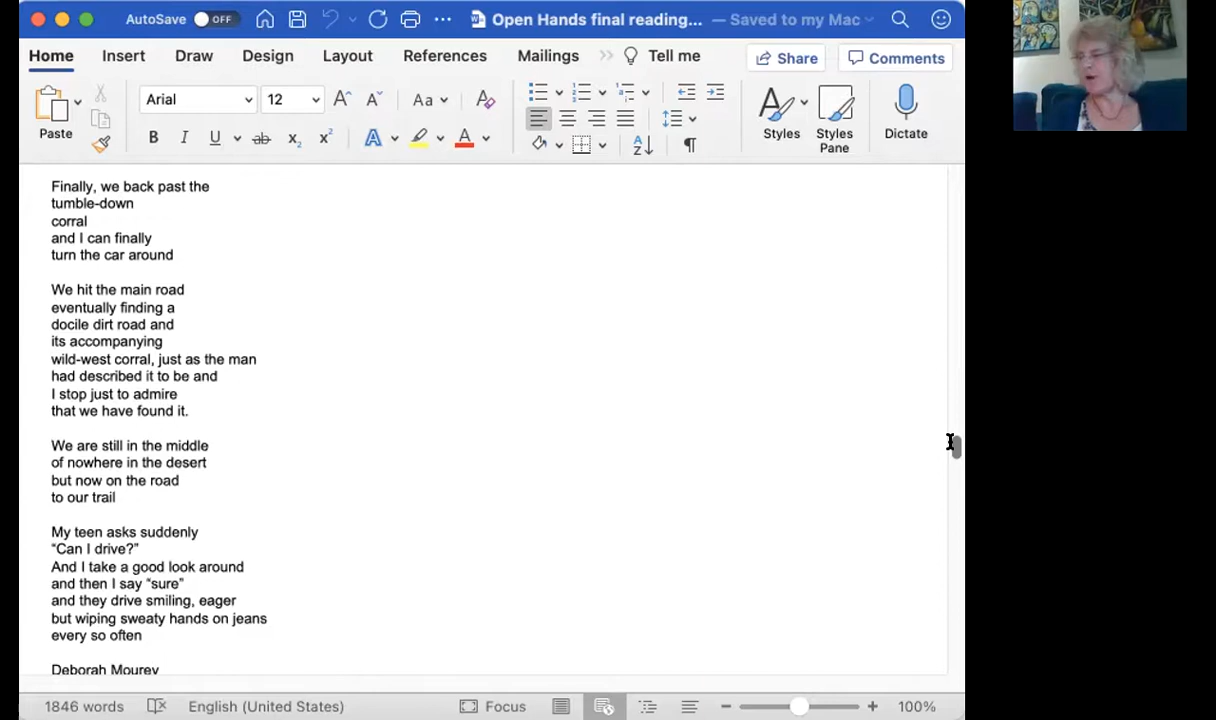 AutoSave OFF Open Hands final reading... — Saved to my Mac
Home Insert Draw Design Layout References Mailings Tell me Share Comments
Paste Arial 12 Aa Styles Styles Pane Dictate
Finally, we back past the
tumble-down
corral
and I can finally
turn the car around
We hit the main road
eventually finding a
docile dirt road and
its accompanying
wild-west corral, just as the man
had described it to be and
I stop just to admire
that we have found it.
We are still in the middle
of nowhere in the desert
but now on the road
to our trail
My teen asks suddenly
“Can I drive?”
And I take a good look around
and then I say “sure”
and they drive smiling, eager
but wiping sweaty hands on jeans
every so often
Deborah Mourey
1846 words English (United States) Focus 100%